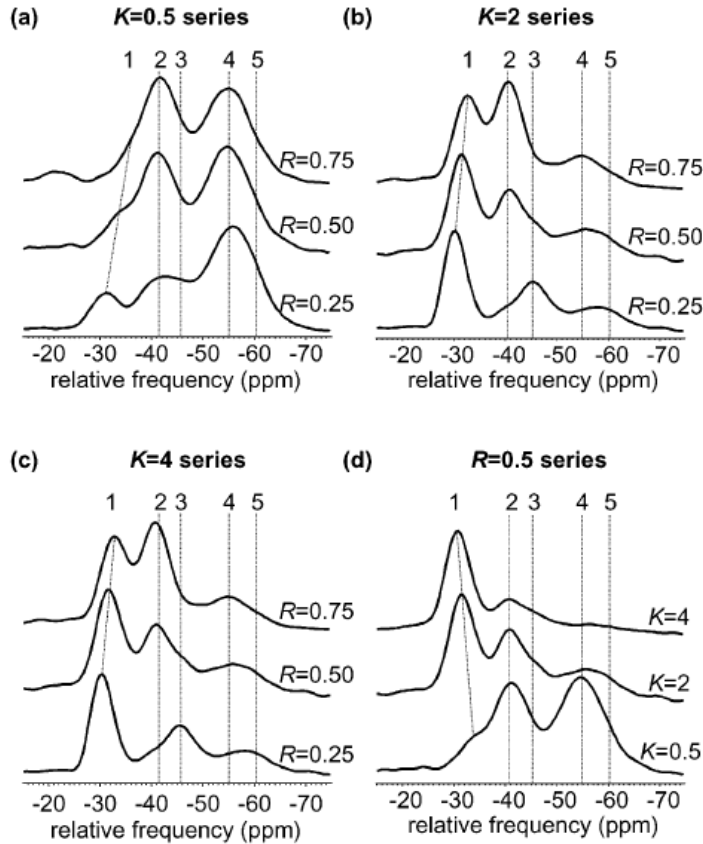 (a) K=0.5 series
1 2 3 4 5
R=0.75
R=0.50
R=0.25
-20 -30 -40 -50 -60 -70
relative frequency (ppm)
(b) K=2 series
1 2 3 4 5
R=0.75
R=0.50
R=0.25
-20 -30 -40 -50 -60 -70
relative frequency (ppm)
(c) K=4 series
1 2 3 4 5
R=0.75
R=0.50
R=0.25
-20 -30 -40 -50 -60 -70
relative frequency (ppm)
(d) R=0.5 series
1 2 3 4 5
K=4
K=2
K=0.5
-20 -30 -40 -50 -60 -70
relative frequency (ppm)